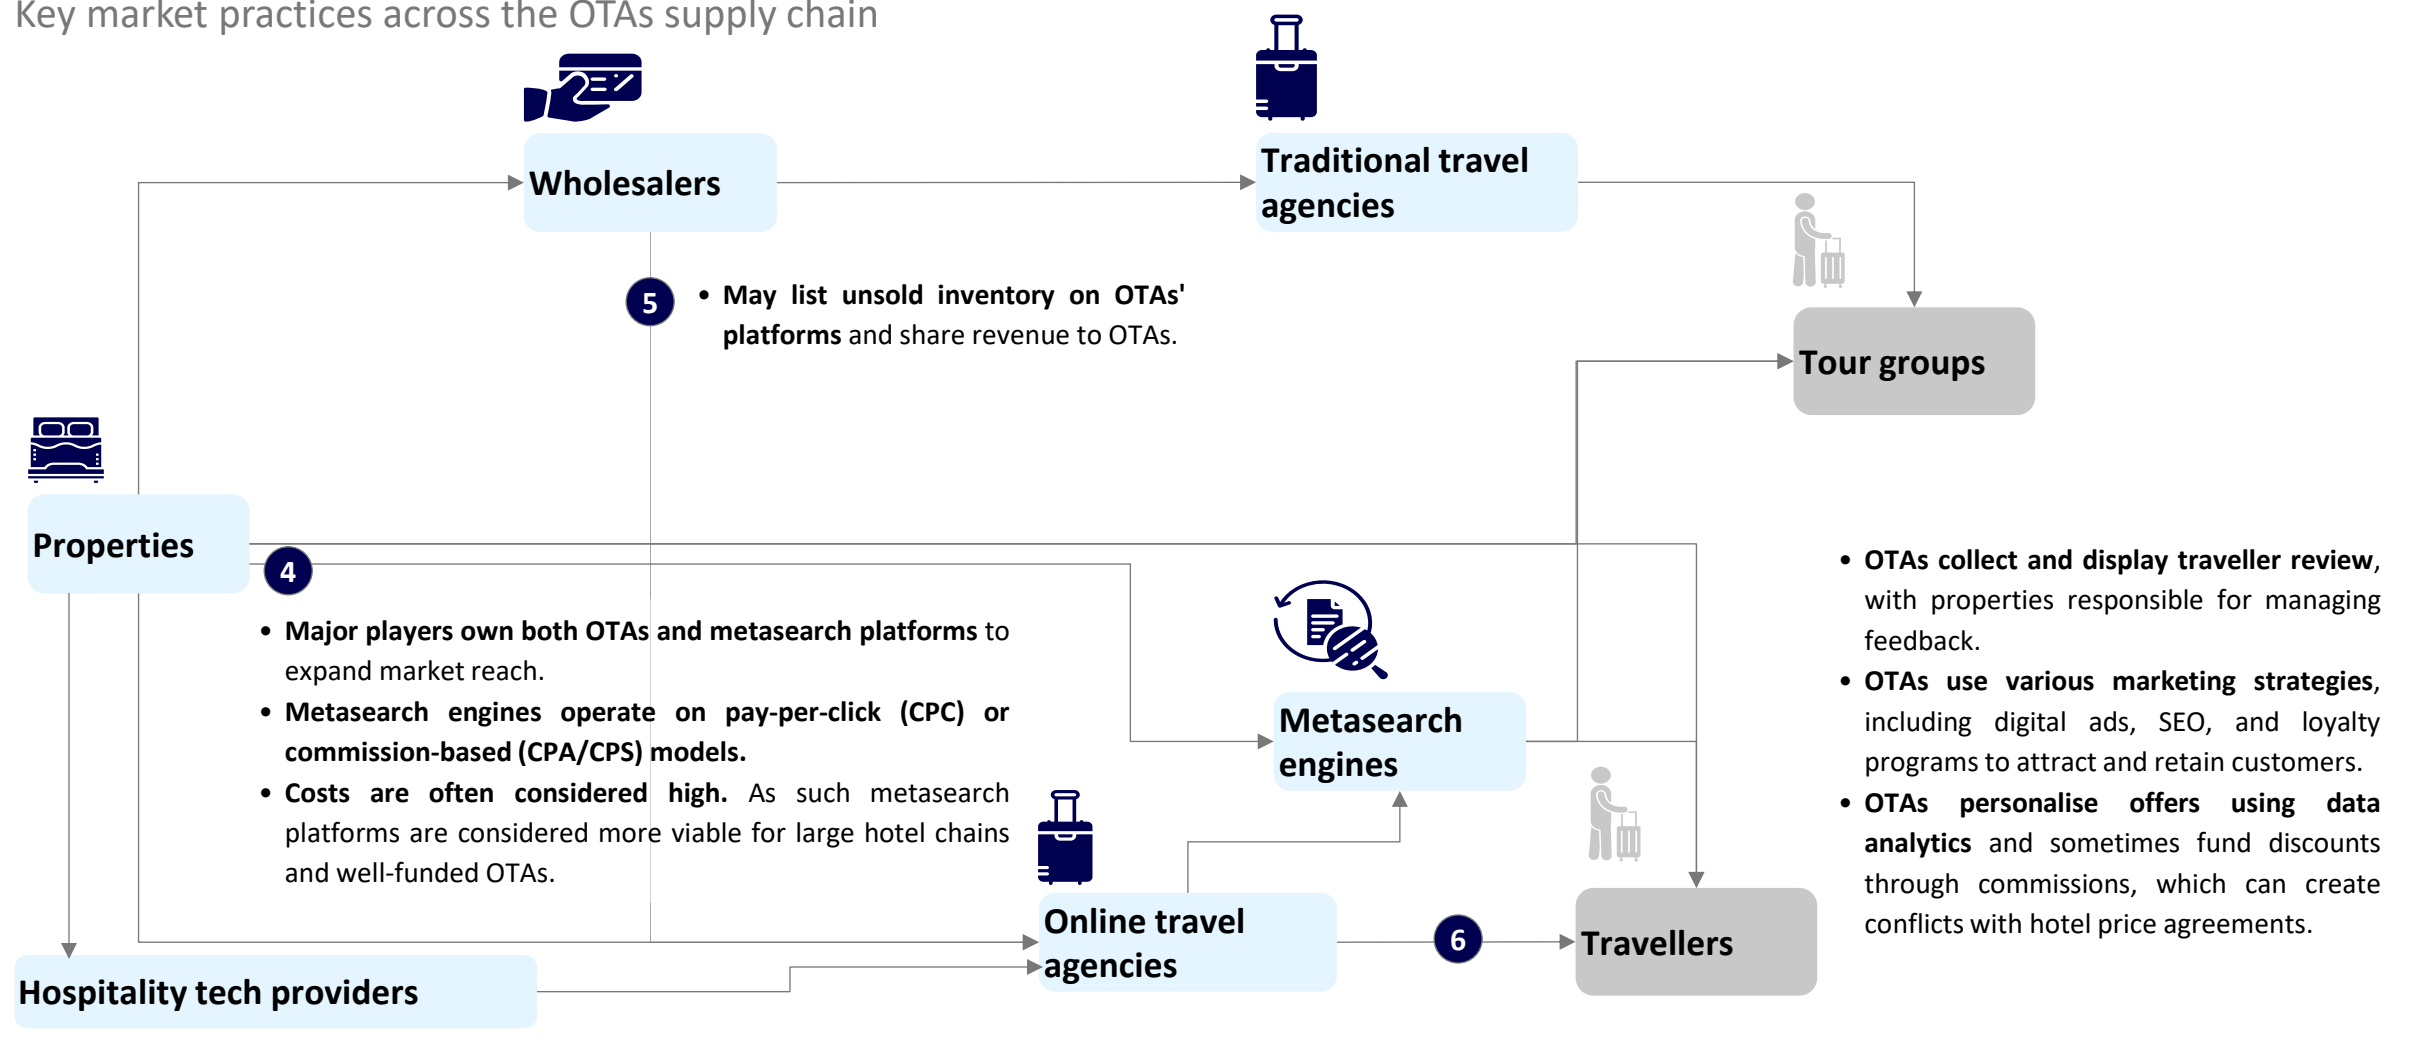 Key market practices across the OTAs supply chain
Wholesalers
Traditional travel
agencies
5
• May list unsold inventory on OTAs'
platforms and share revenue to OTAs.
Tour groups
Properties
4
• Major players own both OTAs and metasearch platforms to
expand market reach.
• Metasearch engines operate on pay-per-click (CPC) or
commission-based (CPA/CPS) models.
• Costs are often considered high. As such metasearch
platforms are considered more viable for large hotel chains
and well-funded OTAs.
Metasearch
engines
• OTAs collect and display traveller review,
with properties responsible for managing
feedback.
• OTAs use various marketing strategies,
including digital ads, SEO, and loyalty
programs to attract and retain customers.
• OTAs personalise offers using data
analytics and sometimes fund discounts
through commissions, which can create
conflicts with hotel price agreements.
Online travel
agencies
6
Travellers
Hospitality tech providers